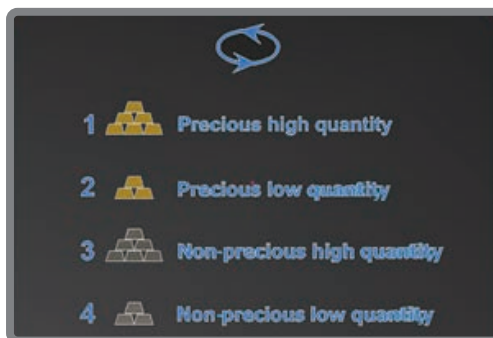 1 Precious high quantity
2 Precious low quantity
3 Non-precious high quantity
4 Non-precious low quantity